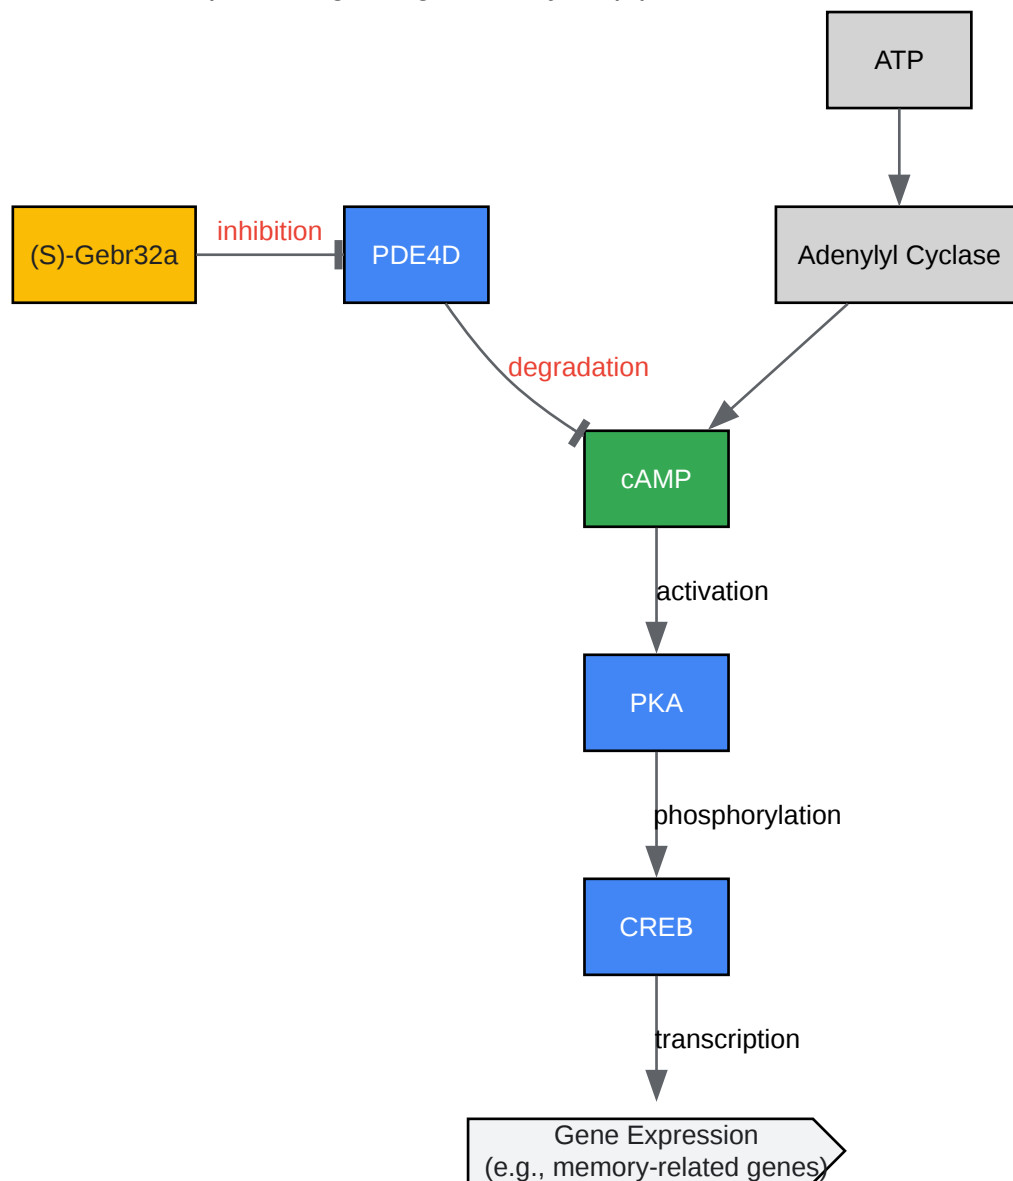 ATP
(S)-Gebr32a
inhibition
PDE4D
Adenylyl Cyclase
degradation
cAMP
activation
PKA
phosphorylation
CREB
transcription
Gene Expression
(e.g., memory-related genes)